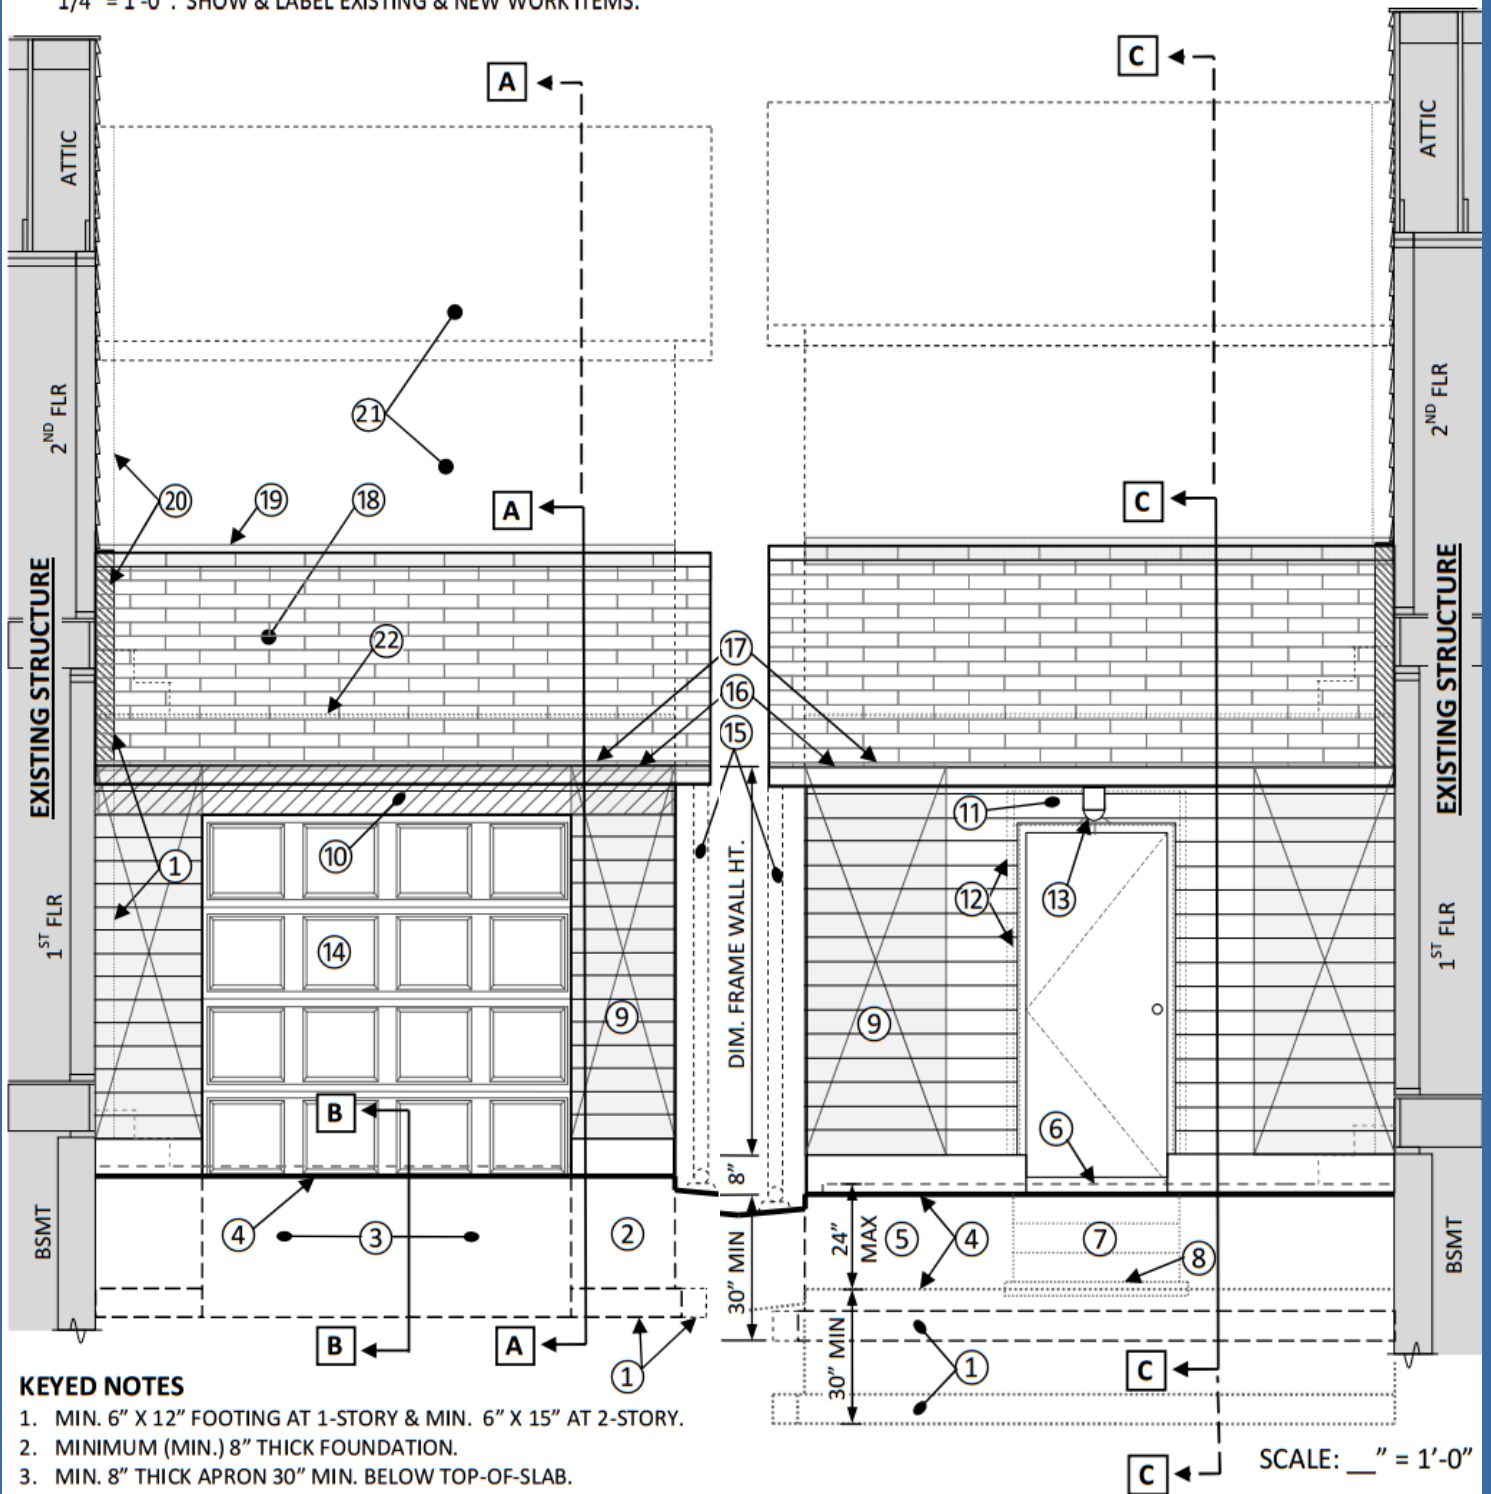 1/4" = 1'-0". SHOW & LABEL EXISTING & NEW WORK ITEMS.
A
C
ATTIC
ATTIC
21
2ND FLR
2ND FLR
20
19
18
A
C
EXISTING STRUCTURE
EXISTING STRUCTURE
22
17
16
15
10
11
1
12
13
DIM. FRAME WALL HT.
1ST FLR
1ST FLR
14
9
9
B
6
8"
BSMT
BSMT
4
3
2
24" MAX
5
4
7
8
30" MIN
B
A
1
30" MIN
1
C
KEYED NOTES
1. MIN. 6" X 12" FOOTING AT 1-STORY & MIN. 6" X 15" AT 2-STORY.
2. MINIMUM (MIN.) 8" THICK FOUNDATION.
3. MIN. 8" THICK APRON 30" MIN. BELOW TOP-OF-SLAB.
SCALE: __" = 1'-0"
C